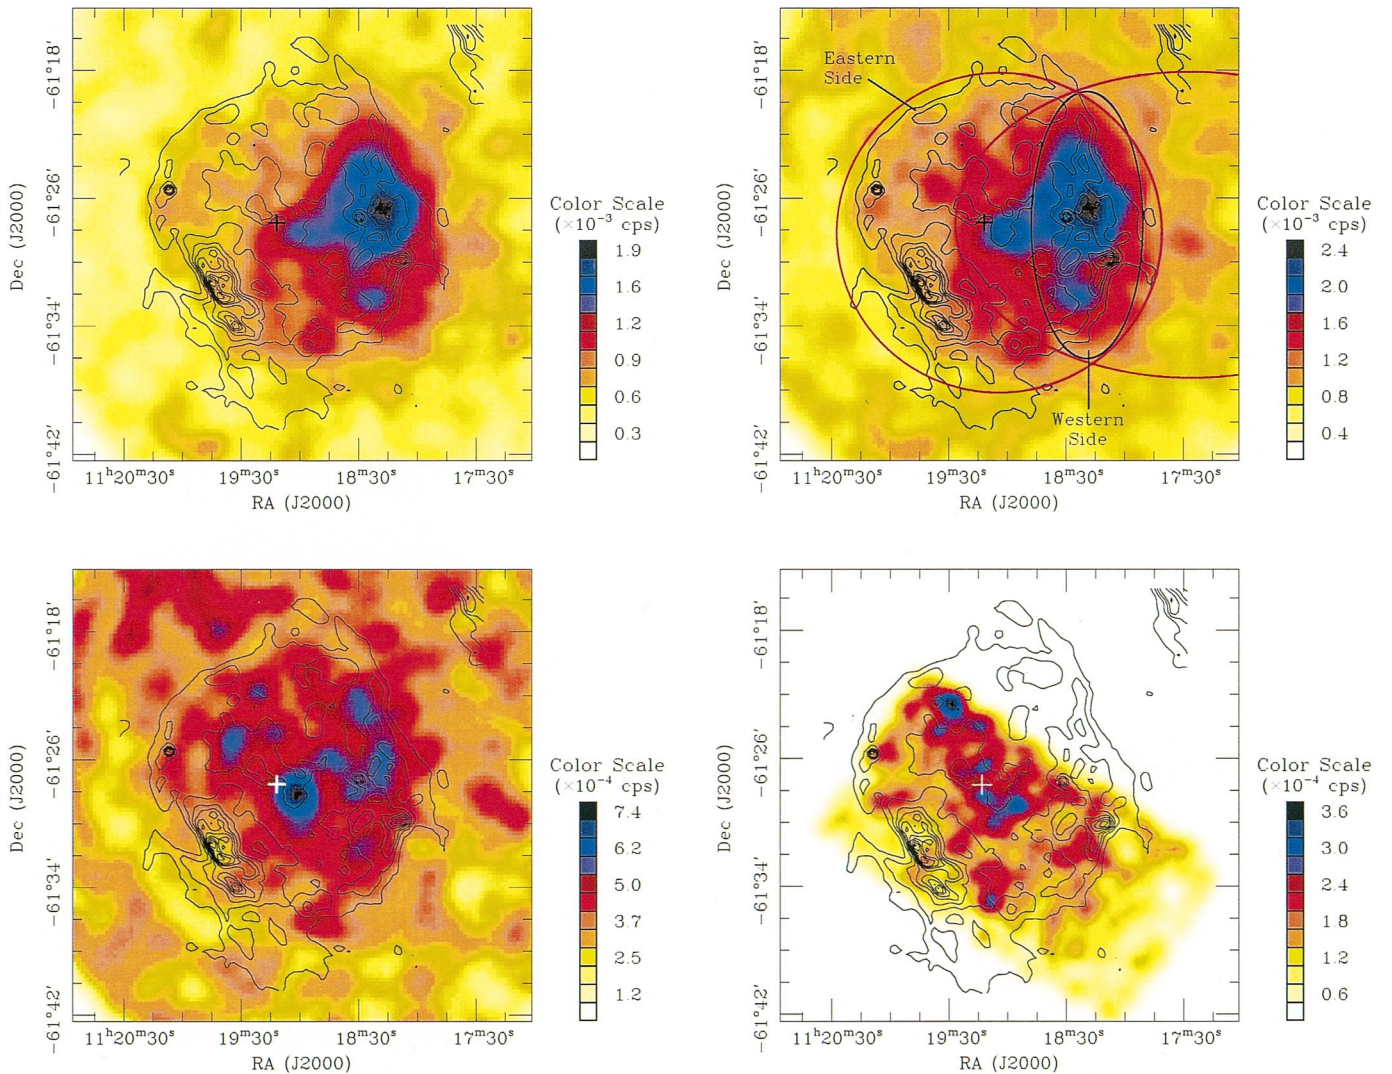 Dec (J2000)
−61°18′
−61°26′
−61°34′
−61°42′
11ʰ20ᵐ30ˢ 19ᵐ30ˢ 18ᵐ30ˢ 17ᵐ30ˢ
RA (J2000)
Color Scale
(×10⁻³ cps)
1.9
1.6
1.2
0.9
0.6
0.3
Dec (J2000)
−61°18′
−61°26′
−61°34′
−61°42′
Eastern
Side
Western
Side
11ʰ20ᵐ30ˢ 19ᵐ30ˢ 18ᵐ30ˢ 17ᵐ30ˢ
RA (J2000)
Color Scale
(×10⁻³ cps)
2.4
2.0
1.6
1.2
0.8
0.4
Dec (J2000)
−61°18′
−61°26′
−61°34′
−61°42′
11ʰ20ᵐ30ˢ 19ᵐ30ˢ 18ᵐ30ˢ 17ᵐ30ˢ
RA (J2000)
Color Scale
(×10⁻⁴ cps)
7.4
6.2
5.0
3.7
2.5
1.2
Dec (J2000)
−61°18′
−61°26′
−61°34′
−61°42′
11ʰ20ᵐ30ˢ 19ᵐ30ˢ 18ᵐ30ˢ 17ᵐ30ˢ
RA (J2000)
Color Scale
(×10⁻⁴ cps)
3.6
3.0
2.4
1.8
1.2
0.6